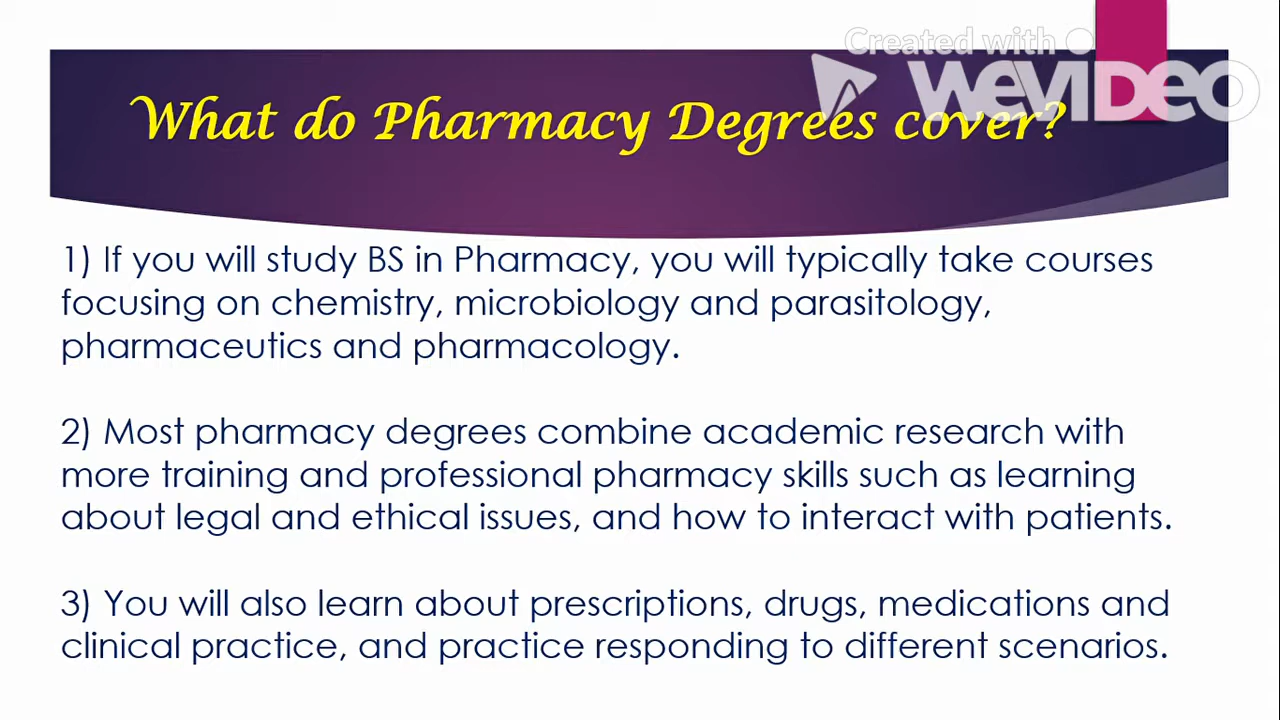 Created with
WEVIDEO
What do Pharmacy Degrees cover?
1) If you will study BS in Pharmacy, you will typically take courses
focusing on chemistry, microbiology and parasitology,
pharmaceutics and pharmacology.
2) Most pharmacy degrees combine academic research with
more training and professional pharmacy skills such as learning
about legal and ethical issues, and how to interact with patients.
3) You will also learn about prescriptions, drugs, medications and
clinical practice, and practice responding to different scenarios.